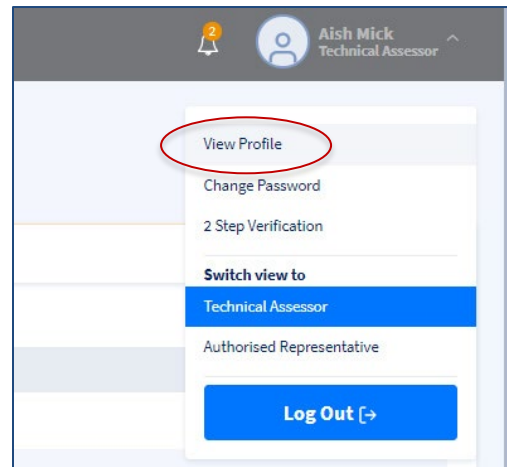 2
Aish Mick
Technical Assessor
View Profile
Change Password
2 Step Verification
Switch view to
Technical Assessor
Authorised Representative
Log Out